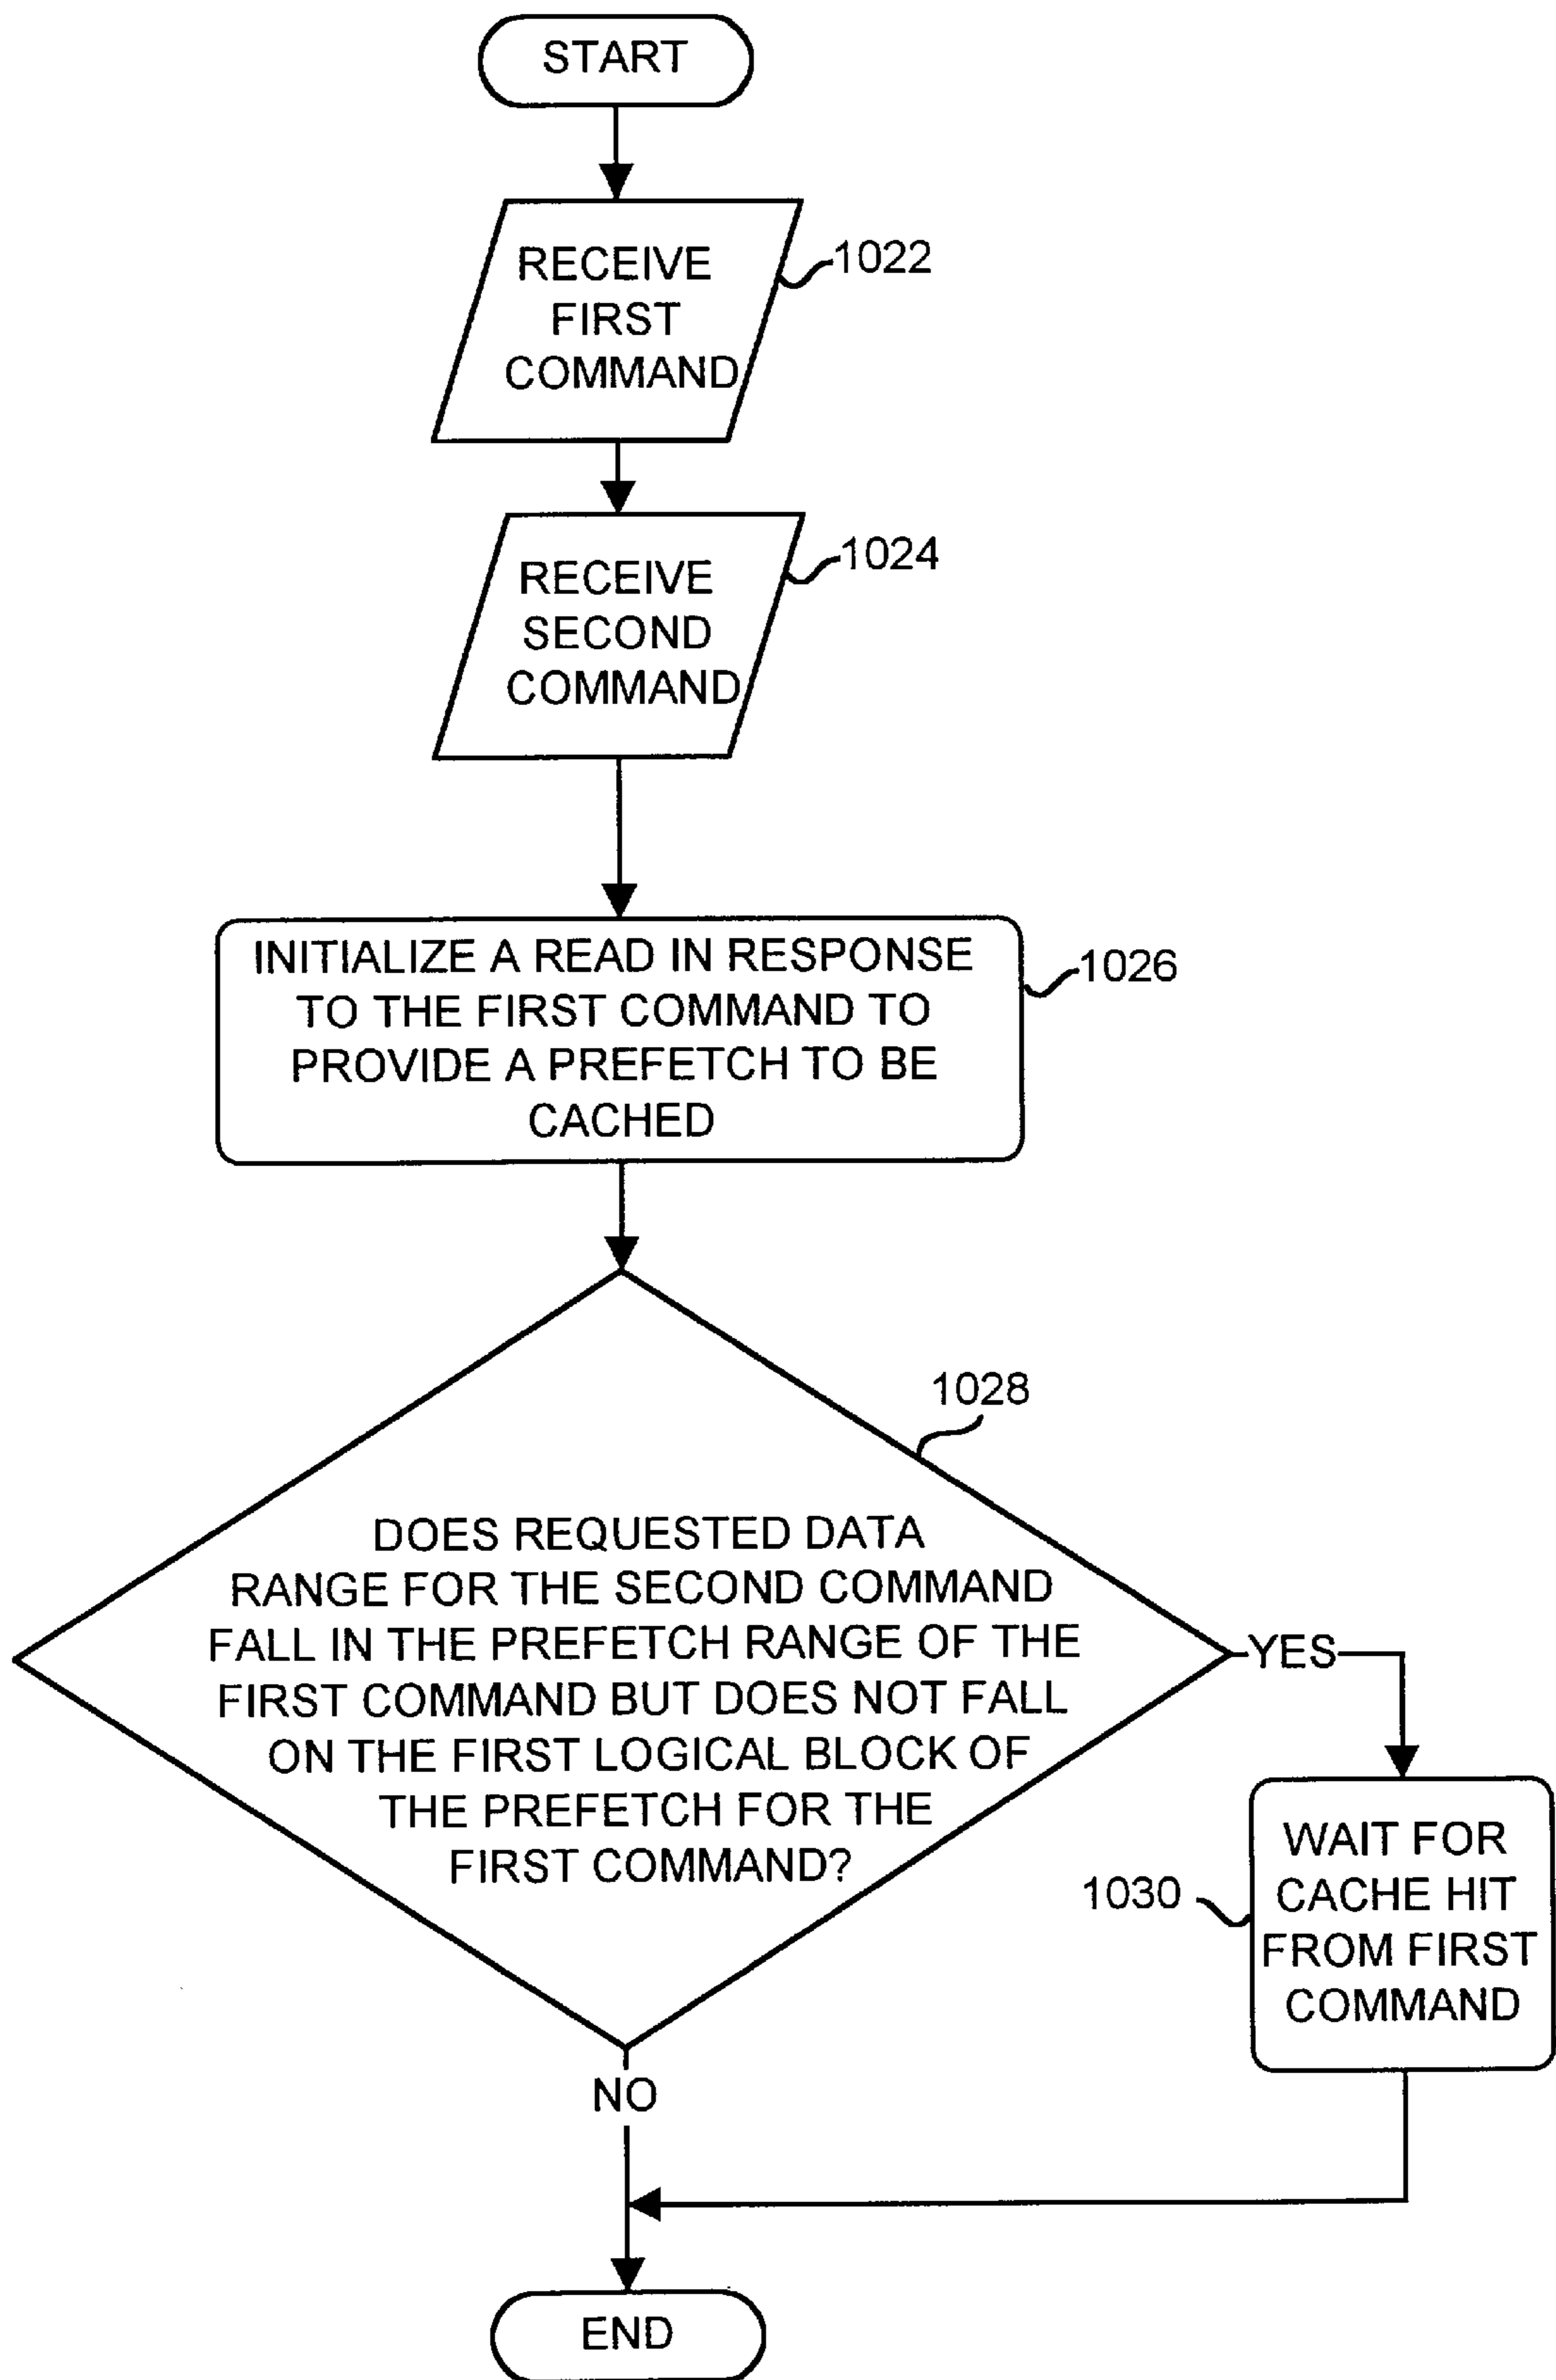 START
RECEIVE
FIRST
COMMAND
1022
RECEIVE
SECOND
COMMAND
1024
INITIALIZE A READ IN RESPONSE
TO THE FIRST COMMAND TO
PROVIDE A PREFETCH TO BE
CACHED
1026
1028
DOES REQUESTED DATA
RANGE FOR THE SECOND COMMAND
FALL IN THE PREFETCH RANGE OF THE
FIRST COMMAND BUT DOES NOT FALL
ON THE FIRST LOGICAL BLOCK OF
THE PREFETCH FOR THE
FIRST COMMAND?
YES
WAIT FOR
CACHE HIT
FROM FIRST
COMMAND
1030
NO
END